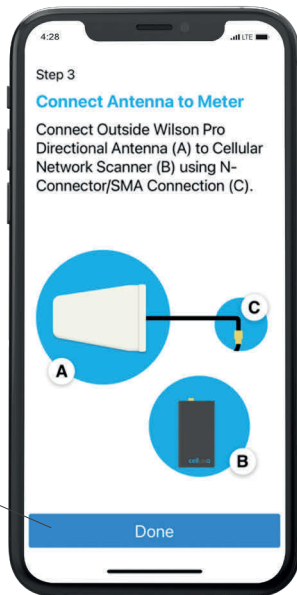 4:28
LTE
Step 3
Connect Antenna to Meter
Connect Outside Wilson Pro
Directional Antenna (A) to Cellular
Network Scanner (B) using N-
Connector/SMA Connection (C).
C
A
B
Done